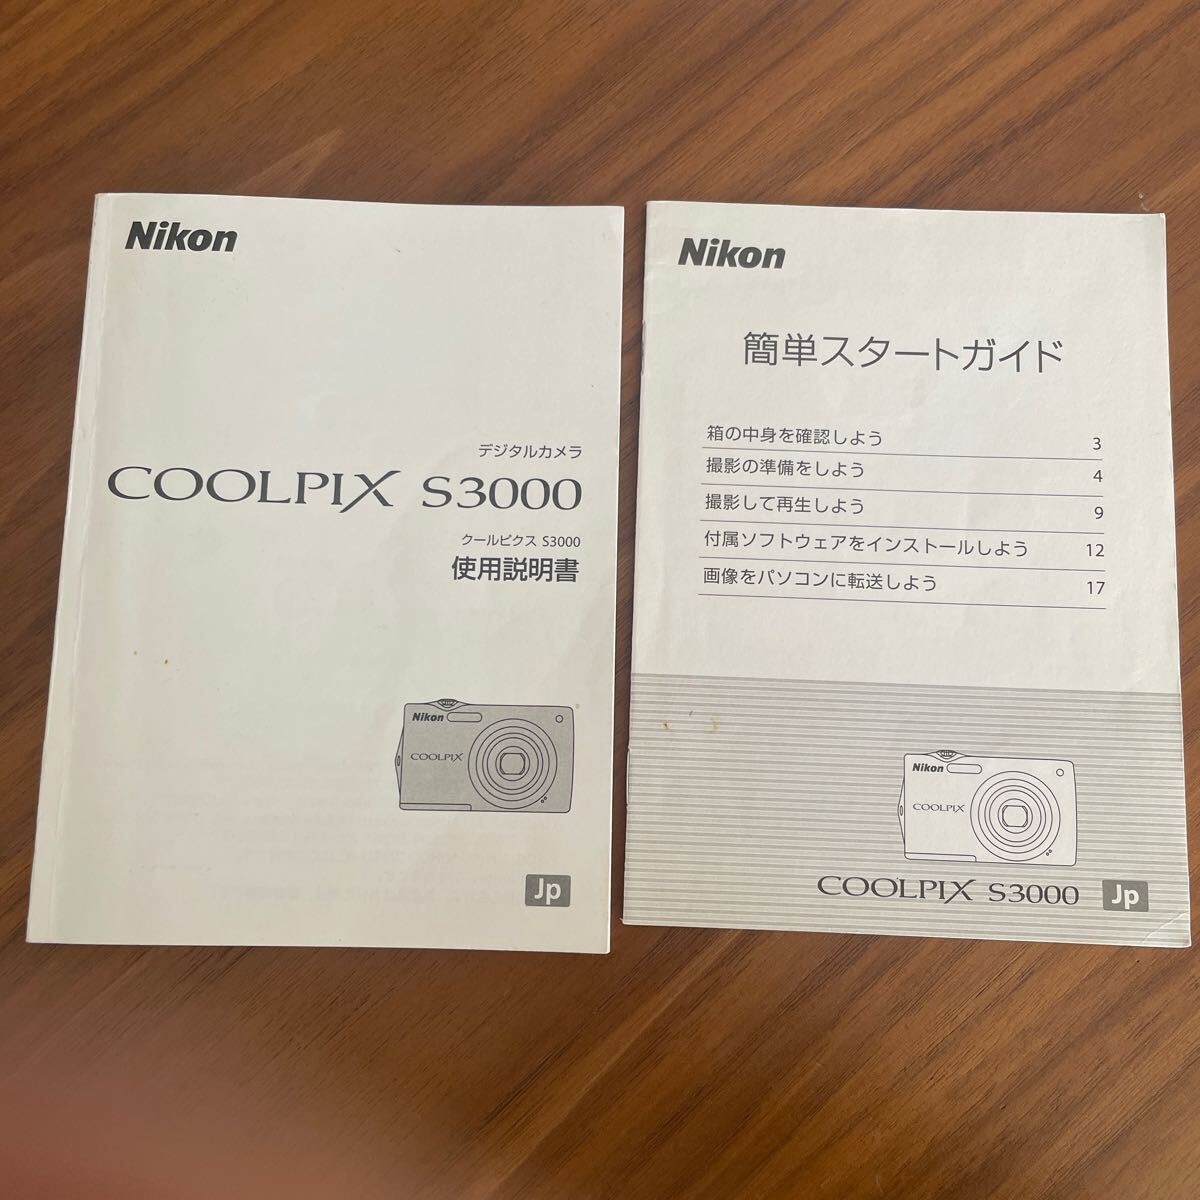 Nikon
デジタルカメラ
COOLPIX S3000
クールピクス S3000
使用説明書
Nikon
COOLPIX
Jp
Nikon
簡単スタートガイド
箱の中身を確認しよう 3
撮影の準備をしよう 4
撮影して再生しよう 9
付属ソフトウェアをインストールしよう 12
画像をパソコンに転送しよう 17
Nikon
COOLPIX
COOLPIX S3000 Jp